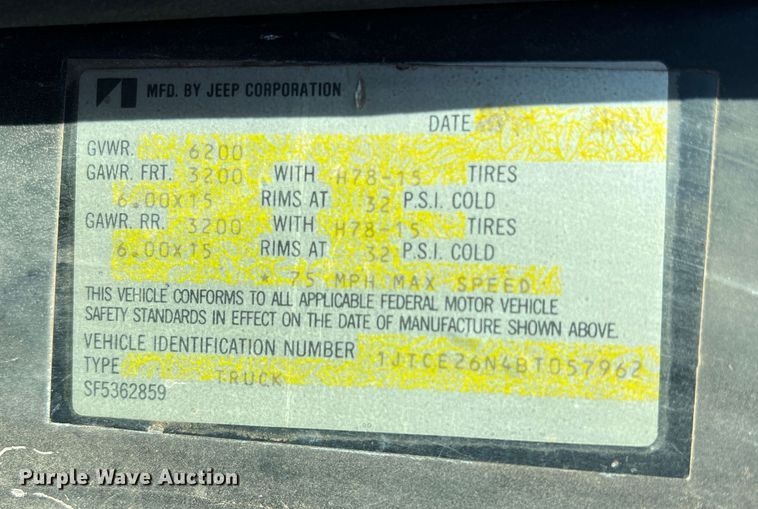 MFD. BY JEEP CORPORATION
DATE
GVWR. 6200
GAWR. FRT. 3200 WITH H78-15 TIRES
6.00X15 RIMS AT 32 P.S.I. COLD
GAWR. RR. 3200 WITH H78-15 TIRES
6.00X15 RIMS AT 32 P.S.I. COLD
* 75 MPH MAX SPEED
THIS VEHICLE CONFORMS TO ALL APPLICABLE FEDERAL MOTOR VEHICLE
SAFETY STANDARDS IN EFFECT ON THE DATE OF MANUFACTURE SHOWN ABOVE.
VEHICLE IDENTIFICATION NUMBER 1JTCE26N4BT057962
TYPE TRUCK
SF5362859
Purple Wave Auction